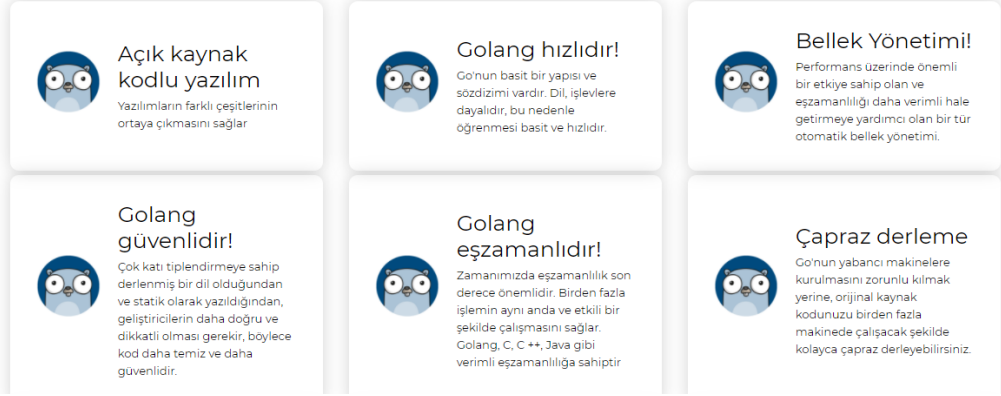 Açık kaynak
kodlu yazılım
Yazılımların farklı çeşitlerinin
ortaya çıkmasını sağlar
Golang hızlıdır!
Go'nun basit bir yapısı ve
sözdizimi vardır. Dil, işlevlere
dayalıdır, bu nedenle
öğrenmesi basit ve hızlıdır.
Bellek Yönetimi!
Performans üzerinde önemli
bir etkiye sahip olan ve
eşzamanlılığı daha verimli hale
getirmeye yardımcı olan bir tür
otomatik bellek yönetimi.
Golang
güvenlidir!
Çok katı tiplendirmeye sahip
derlenmiş bir dil olduğundan
ve statik olarak yazıldığından,
geliştiricilerin daha doğru ve
dikkatli olması gerekir, böylece
kod daha temiz ve daha
güvenlidir.
Golang
eşzamanlıdır!
Zamanımızda eşzamanlılık son
derece önemlidir. Birden fazla
işlemin aynı anda ve etkili bir
şekilde çalışmasını sağlar.
Golang, C, C ++, Java gibi
verimli eşzamanlılığa sahiptir
Çapraz derleme
Go'nun yabancı makinelere
kurulmasını zorunlu kılmak
yerine, orijinal kaynak
kodunuzu birden fazla
makinede çalışacak şekilde
kolayca çapraz derleyebilirsiniz.